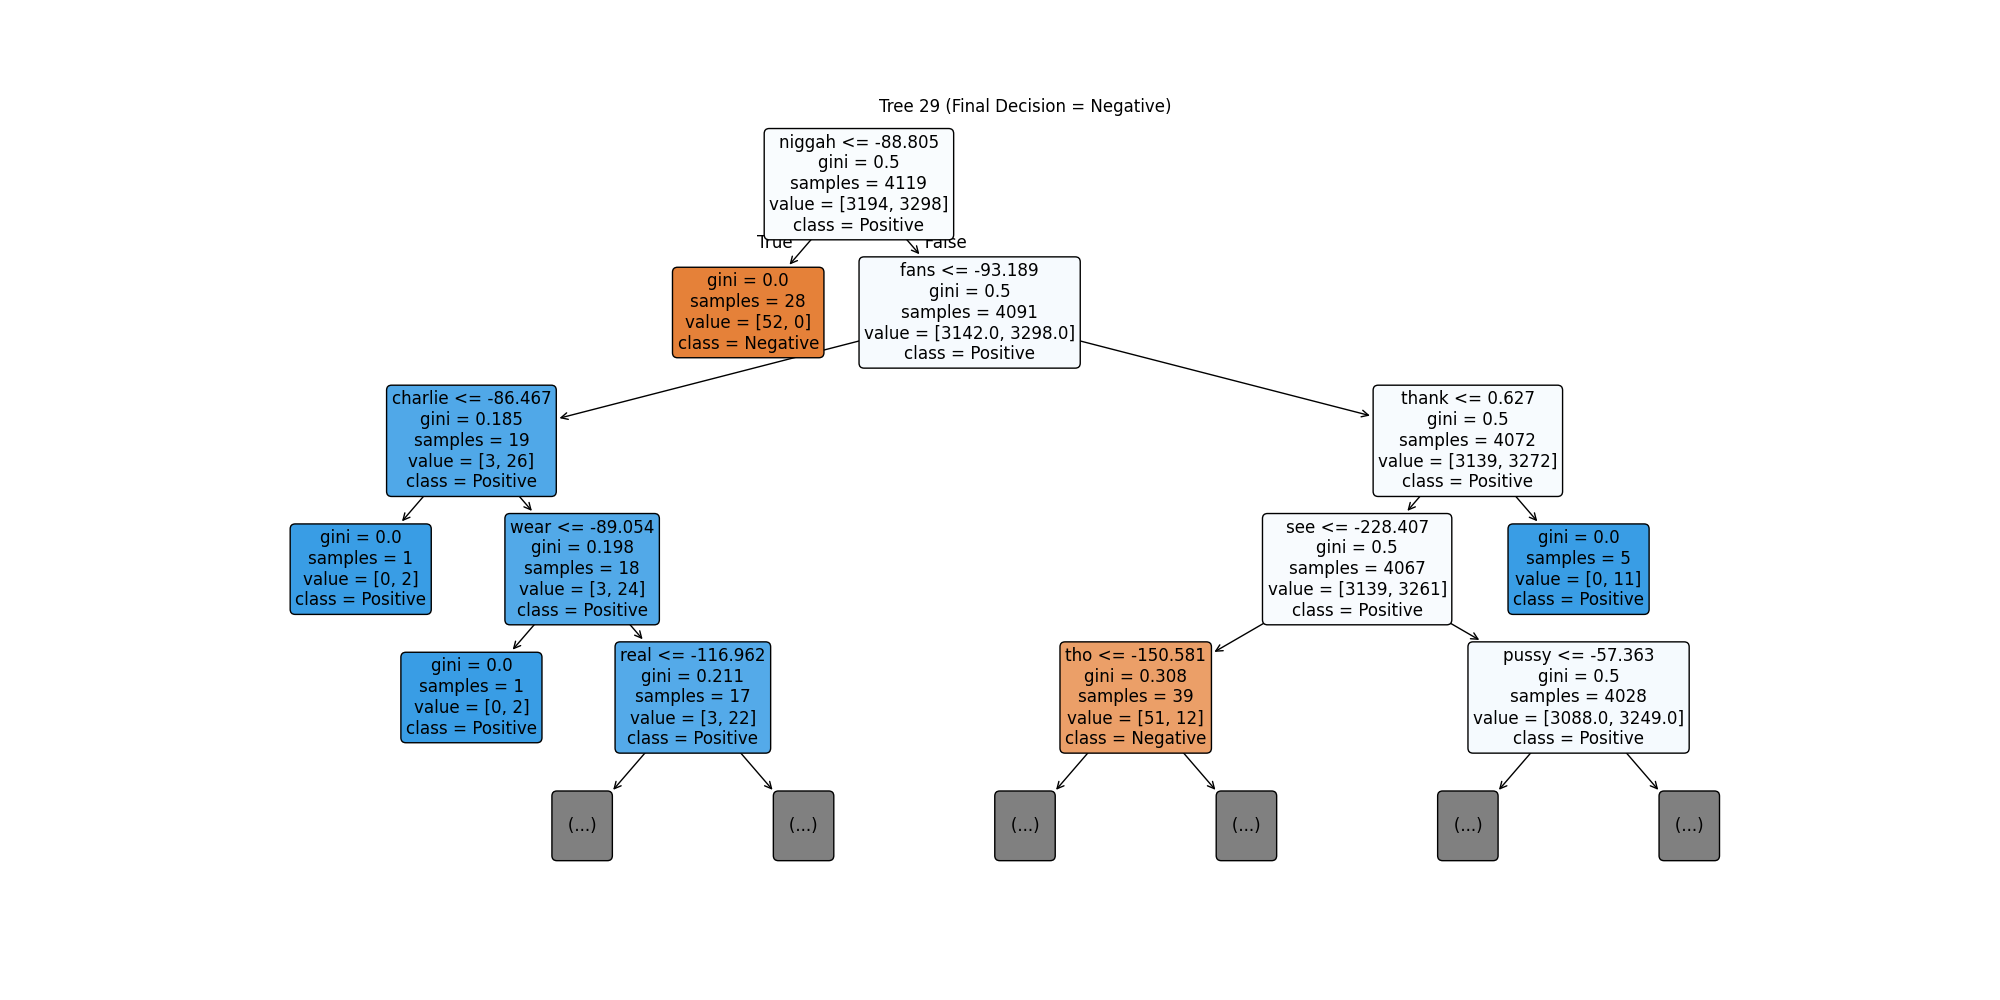 Tree 29 (Final Decision = Negative)
niggah <= -88.805
gini = 0.5
samples = 4119
value = [3194, 3298]
class = Positive
True
False
gini = 0.0
samples = 28
value = [52, 0]
class = Negative
fans <= -93.189
gini = 0.5
samples = 4091
value = [3142.0, 3298.0]
class = Positive
charlie <= -86.467
gini = 0.185
samples = 19
value = [3, 26]
class = Positive
thank <= 0.627
gini = 0.5
samples = 4072
value = [3139, 3272]
class = Positive
gini = 0.0
samples = 1
value = [0, 2]
class = Positive
wear <= -89.054
gini = 0.198
samples = 18
value = [3, 24]
class = Positive
see <= -228.407
gini = 0.5
samples = 4067
value = [3139, 3261]
class = Positive
gini = 0.0
samples = 5
value = [0, 11]
class = Positive
gini = 0.0
samples = 1
value = [0, 2]
class = Positive
real <= -116.962
gini = 0.211
samples = 17
value = [3, 22]
class = Positive
tho <= -150.581
gini = 0.308
samples = 39
value = [51, 12]
class = Negative
pussy <= -57.363
gini = 0.5
samples = 4028
value = [3088.0, 3249.0]
class = Positive
(...)
(...)
(...)
(...)
(...)
(...)